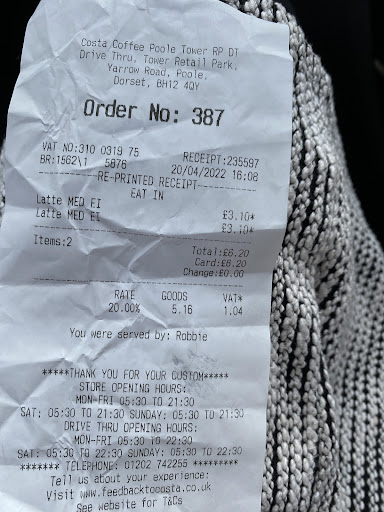 Costa Coffee Poole Tower RP DT
Drive Thru, Tower Retail Park,
Yarrow Road, Poole,
Dorset, BH12 4QY
Order No: 387
VAT NO:310 0319 75
BR:1562\1 5876 RECEIPT:235597
20/04/2022 16:08
RE-PRINTED RECEIPT
EAT IN
Latte MED EI £3.10*
Latte MED EI £3.10*
Items:2 Total:£6.20
Card:£6.20
Change:£0.00
RATE GOODS VAT*
20.00% 5.16 1.04
You were served by: Robbie
*****THANK YOU FOR YOUR CUSTOM*****
STORE OPENING HOURS:
MON-FRI 05:30 TO 21:30
SAT: 05:30 TO 21:30 SUNDAY: 05:30 TO 21:30
DRIVE THRU OPENING HOURS:
MON-FRI 05:30 TO 22:30
SAT: 05:30 TO 22:30 SUNDAY: 05:30 TO 22:30
******* TELEPHONE: 01202 742255 *********
Tell us about your experience:
Visit www.feedbacktocosta.co.uk
See website for T&Cs